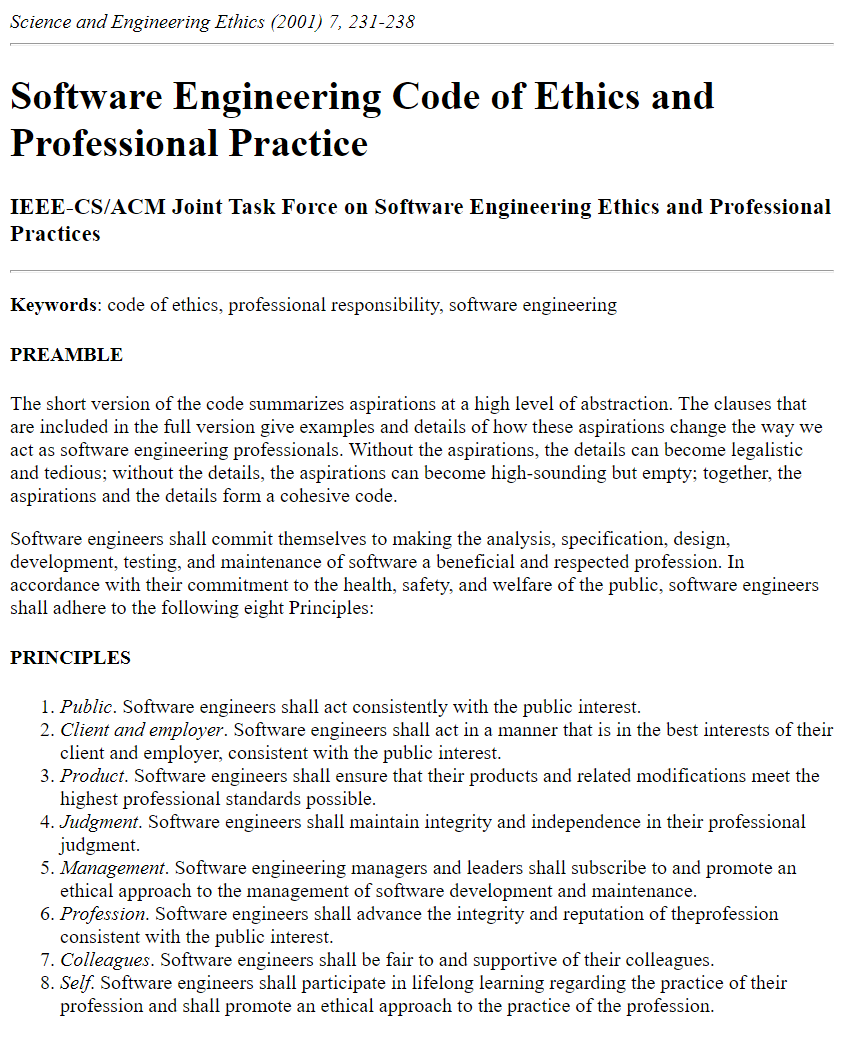 Science and Engineering Ethics (2001) 7, 231-238
Software Engineering Code of Ethics and
Professional Practice
IEEE-CS/ACM Joint Task Force on Software Engineering Ethics and Professional
Practices
Keywords: code of ethics, professional responsibility, software engineering
PREAMBLE
The short version of the code summarizes aspirations at a high level of abstraction. The clauses that
are included in the full version give examples and details of how these aspirations change the way we
act as software engineering professionals. Without the aspirations, the details can become legalistic
and tedious; without the details, the aspirations can become high-sounding but empty; together, the
aspirations and the details form a cohesive code.
Software engineers shall commit themselves to making the analysis, specification, design,
development, testing, and maintenance of software a beneficial and respected profession. In
accordance with their commitment to the health, safety, and welfare of the public, software engineers
shall adhere to the following eight Principles:
PRINCIPLES
1. Public. Software engineers shall act consistently with the public interest.
2. Client and employer. Software engineers shall act in a manner that is in the best interests of their
client and employer, consistent with the public interest.
3. Product. Software engineers shall ensure that their products and related modifications meet the
highest professional standards possible.
4. Judgment. Software engineers shall maintain integrity and independence in their professional
judgment.
5. Management. Software engineering managers and leaders shall subscribe to and promote an
ethical approach to the management of software development and maintenance.
6. Profession. Software engineers shall advance the integrity and reputation of theprofession
consistent with the public interest.
7. Colleagues. Software engineers shall be fair to and supportive of their colleagues.
8. Self. Software engineers shall participate in lifelong learning regarding the practice of their
profession and shall promote an ethical approach to the practice of the profession.